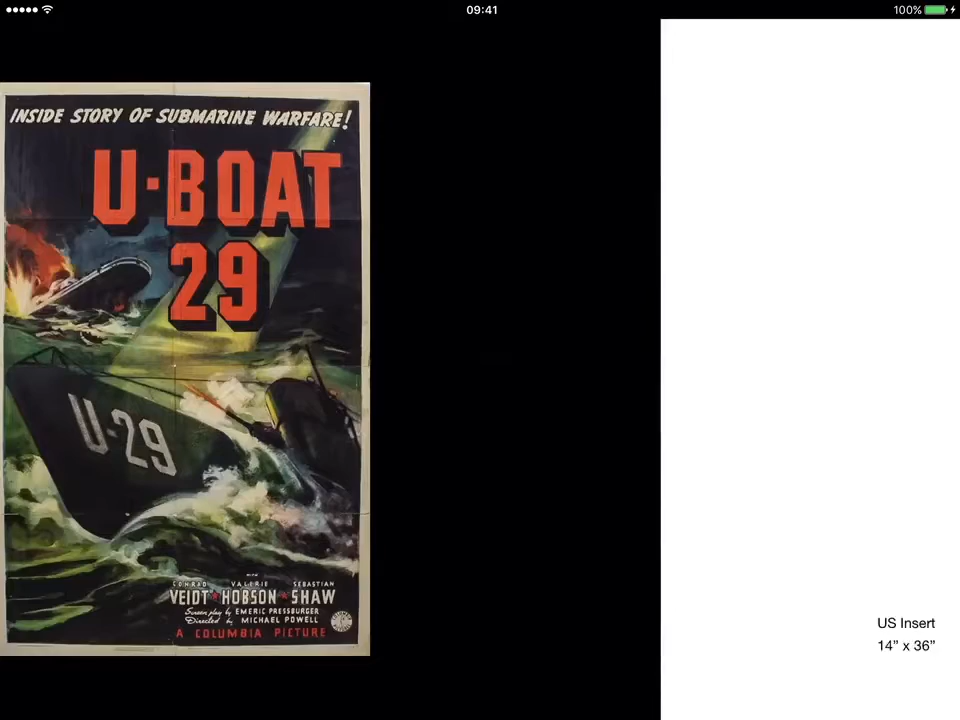 09:41
100%
INSIDE STORY OF SUBMARINE WARFARE!
U·BOAT
29
U-29
WITH
CONRAD VALERIE SEBASTIAN
VEIDT ★ HOBSON ★ SHAW
Screen play by EMERIC PRESSBURGER
Directed by MICHAEL POWELL
A COLUMBIA PICTURE
US Insert
14” x 36”